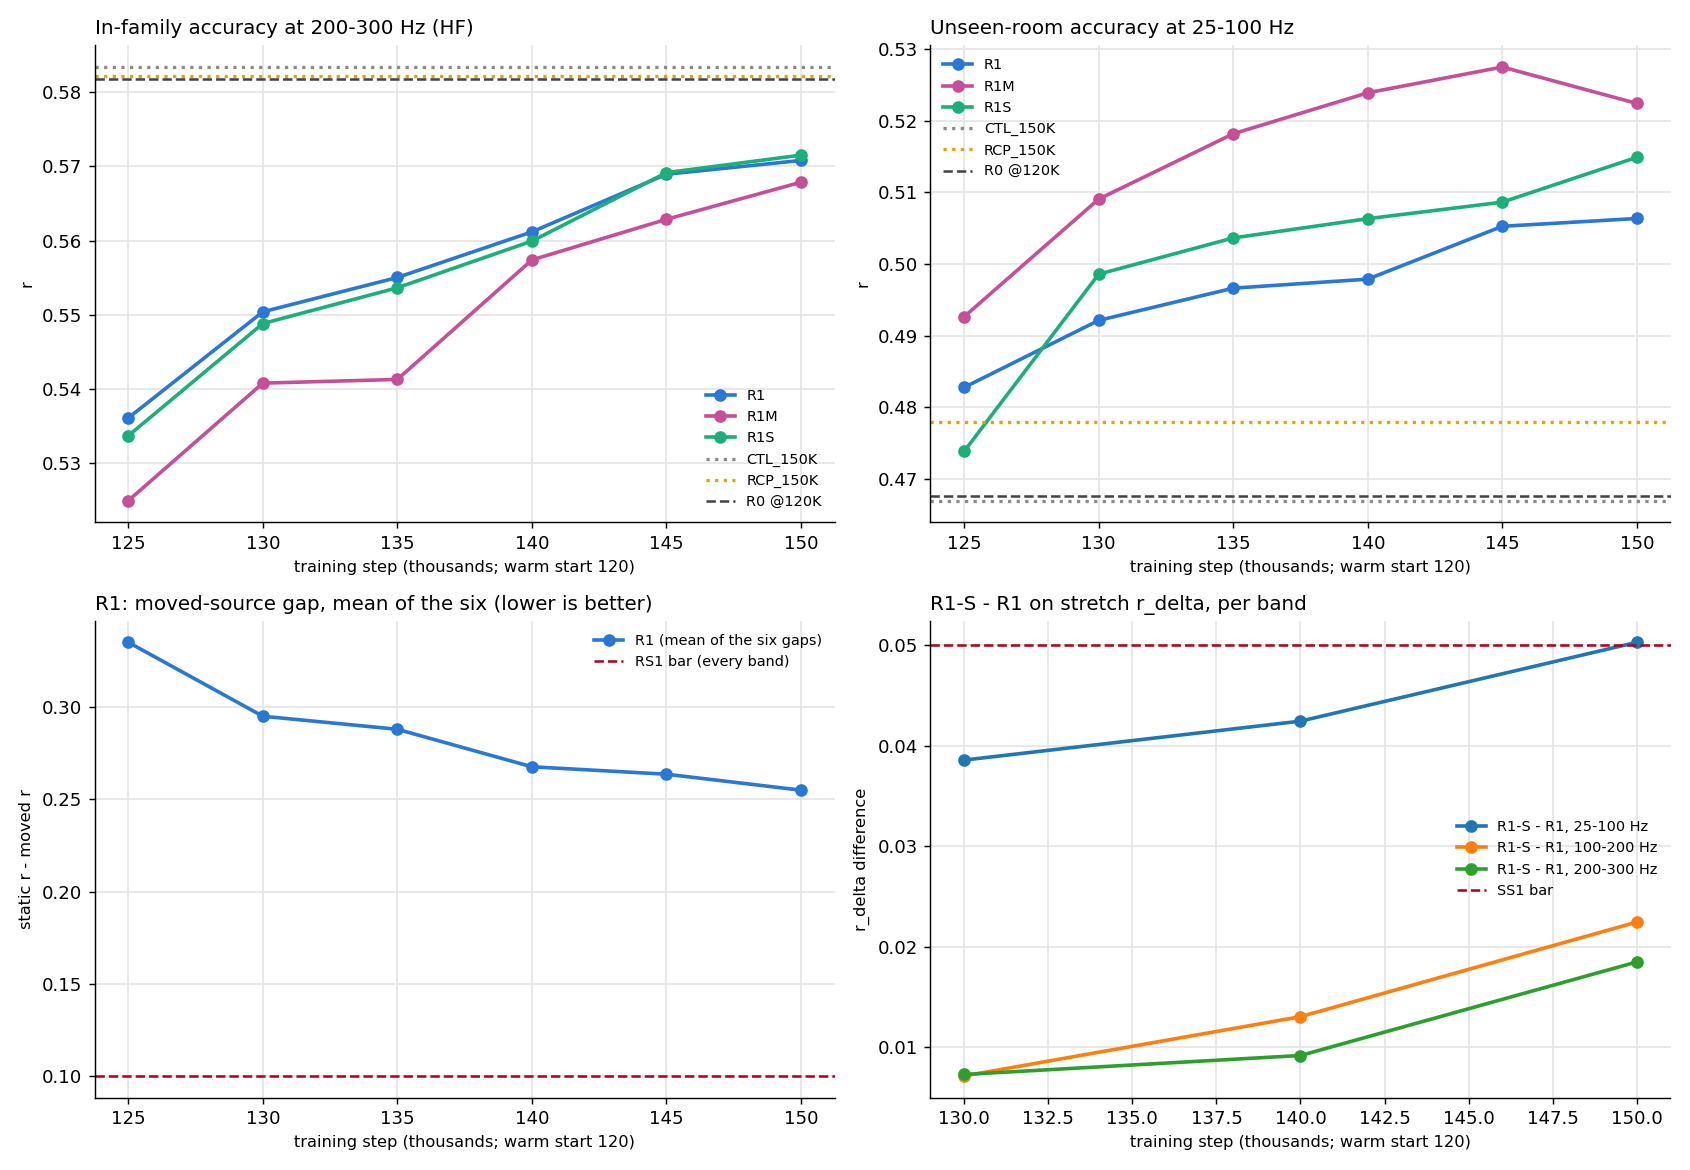 In-family accuracy at 200-300 Hz (HF)
r
0.58
0.57
0.56
0.55
0.54
0.53
R1
R1M
R1S
CTL_150K
RCP_150K
R0 @120K
125 130 135 140 145 150
training step (thousands; warm start 120)
Unseen-room accuracy at 25-100 Hz
r
0.53
0.52
0.51
0.50
0.49
0.48
0.47
R1
R1M
R1S
CTL_150K
RCP_150K
R0 @120K
125 130 135 140 145 150
training step (thousands; warm start 120)
R1: moved-source gap, mean of the six (lower is better)
static r - moved r
0.30
0.25
0.20
0.15
0.10
R1 (mean of the six gaps)
RS1 bar (every band)
125 130 135 140 145 150
training step (thousands; warm start 120)
R1-S - R1 on stretch r_delta, per band
r_delta difference
0.05
0.04
0.03
0.02
0.01
R1-S - R1, 25-100 Hz
R1-S - R1, 100-200 Hz
R1-S - R1, 200-300 Hz
SS1 bar
130.0 132.5 135.0 137.5 140.0 142.5 145.0 147.5 150.0
training step (thousands; warm start 120)